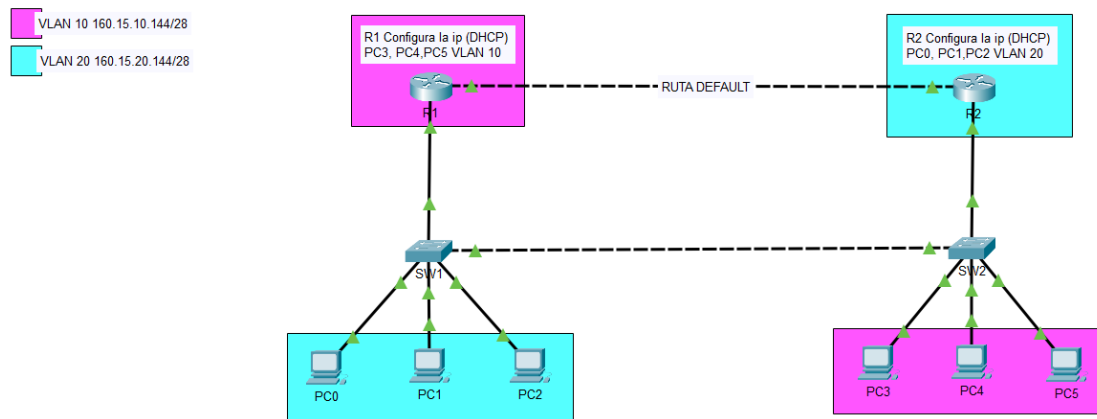 VLAN 10 160.15.10.144/28
VLAN 20 160.15.20.144/28
R1 Configura la ip (DHCP)
PC3, PC4,PC5 VLAN 10
R1
RUTA DEFAULT
R2 Configura la ip (DHCP)
PC0, PC1,PC2 VLAN 20
R2
SW1
SW2
PC0
PC1
PC2
PC3
PC4
PC5